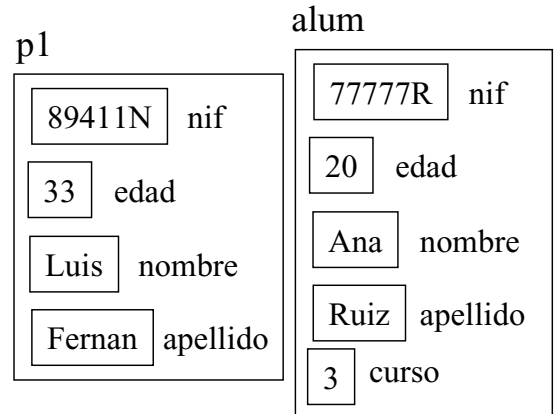 p1
89411N nif
33 edad
Luis nombre
Fernan apellido
alum
77777R nif
20 edad
Ana nombre
Ruiz apellido
3 curso